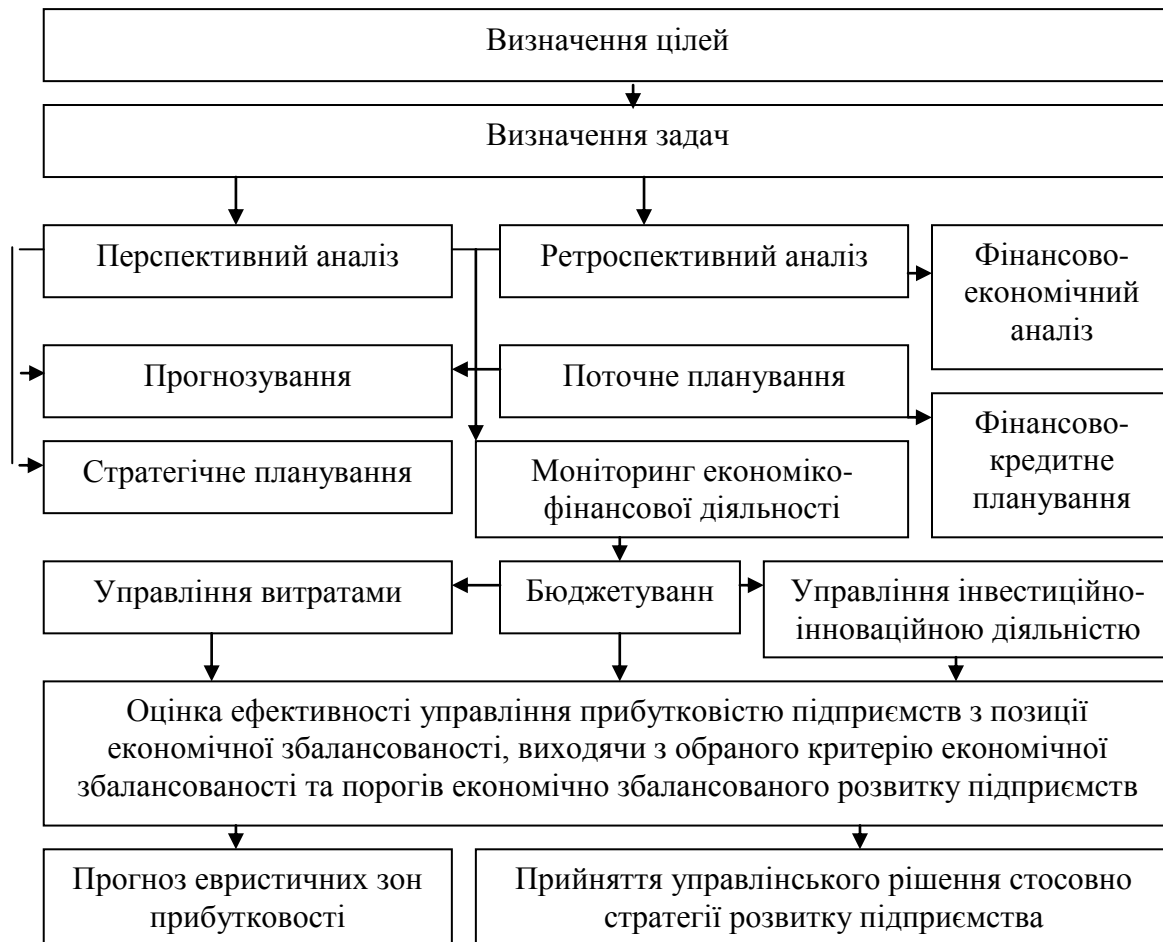 Визначення цілей
Визначення задач
Перспективний аналіз
Ретроспективний аналіз
Фінансово-
економічний
аналіз
Прогнозування
Поточне планування
Фінансово-
кредитне
планування
Стратегічне планування
Моніторинг економіко-
фінансової діяльності
Управління витратами
Бюджетуванн
Управління інвестиційно-
інноваційною діяльністю
Оцінка ефективності управління прибутковістю підприємств з позиції
економічної збалансованості, виходячи з обраного критерію економічної
збалансованості та порогів економічно збалансованого розвитку підприємств
Прогноз евристичних зон
прибутковості
Прийняття управлінського рішення стосовно
стратегії розвитку підприємства